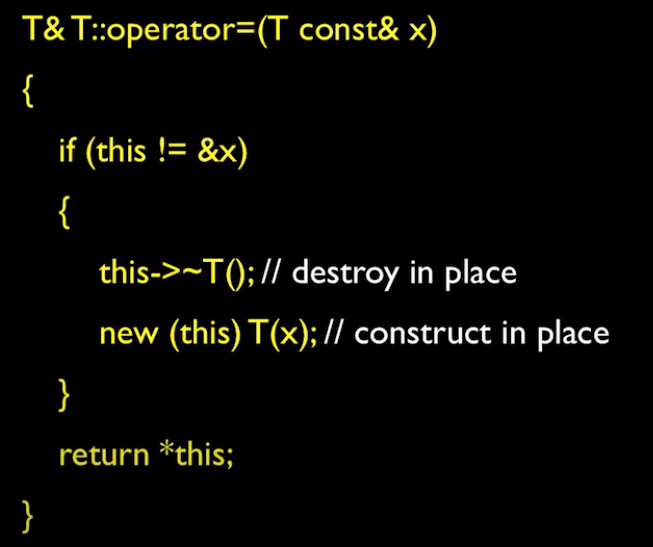 T& T::operator=(T const& x)
{
if (this != &x)
{
this->~T(); // destroy in place
new (this) T(x); // construct in place
}
return *this;
}